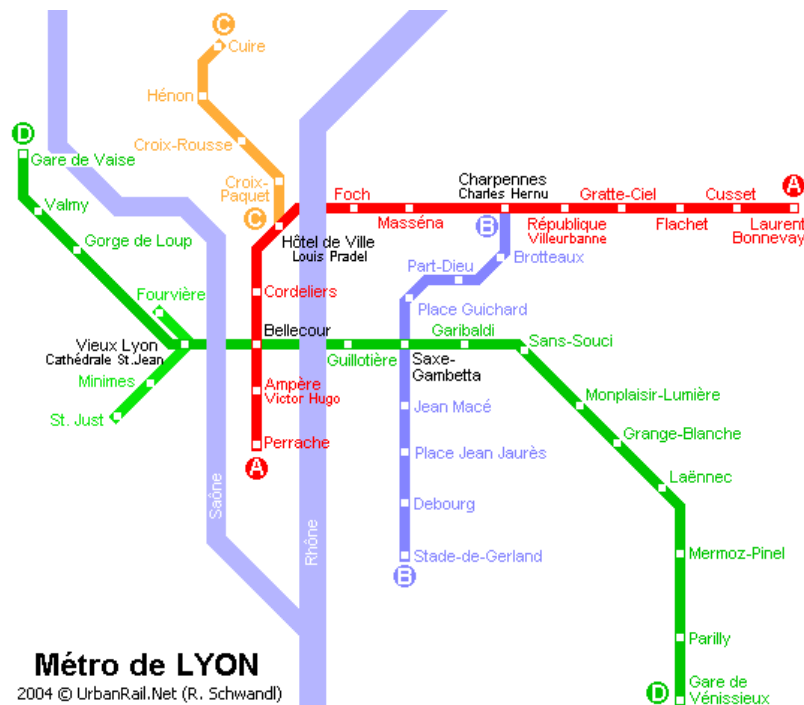 C
Cuire
Hénon
D
Croix-Rousse
Gare de Vaise
Croix-
Paquet
C
Valmy
Gorge de Loup
Hôtel de Ville
Louis Pradel
Foch
Masséna
Charpennes
Charles Hernu
B
République
Villeurbanne
Gratte-Ciel
Flachet
Cusset
A
Laurent
Bonnevay
Brotteaux
Part-Dieu
Place Guichard
Fourvière
Cordeliers
Vieux Lyon
Cathédrale St.Jean
Bellecour
Guillotière
Saxe-
Gambetta
Garibaldi
Sans-Souci
Minimes
St. Just
Ampère
Victor Hugo
Perrache
A
Jean Macé
Place Jean Jaurès
Debourg
Stade-de-Gerland
B
Monplaisir-Lumière
Grange-Blanche
Laënnec
Mermoz-Pinel
Parilly
D
Gare de
Vénissieux
Saône
Rhône
Métro de LYON
2004 © UrbanRail.Net (R. Schwandl)